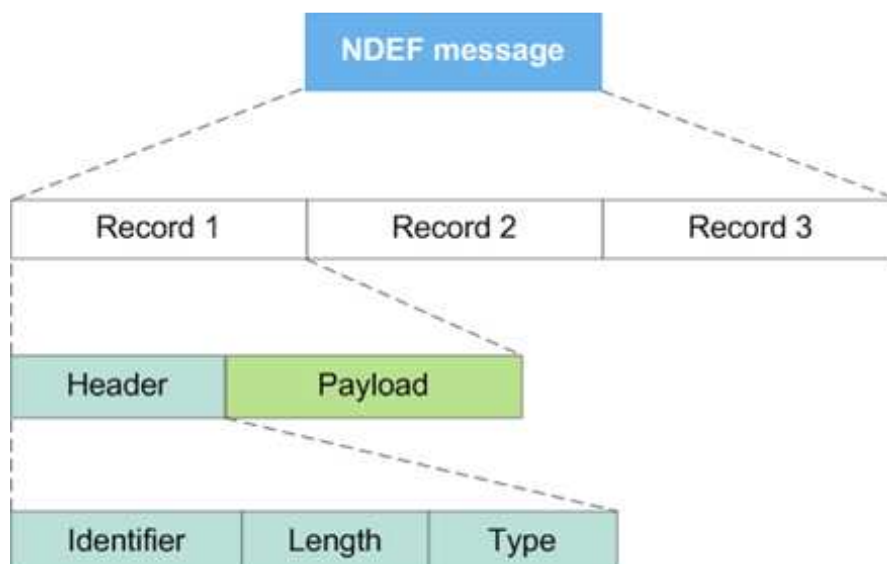 NDEF message
Record 1 Record 2 Record 3
Header Payload
Identifier Length Type